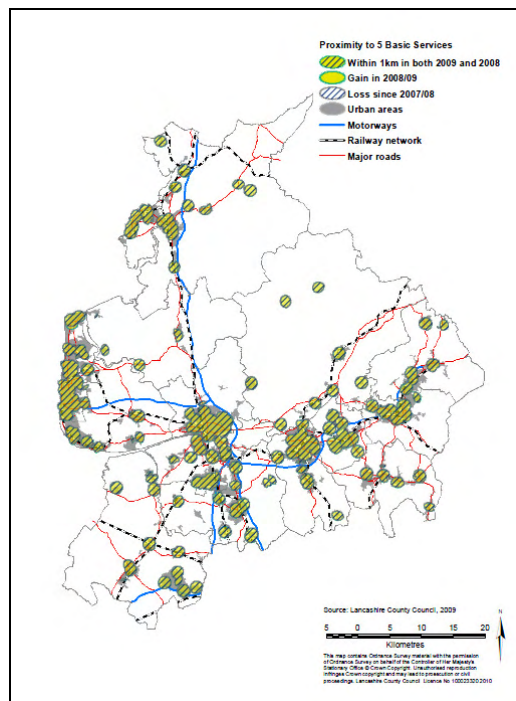 Proximity to 5 Basic Services
Within 1km in both 2009 and 2008
Gain in 2008/09
Loss since 2007/08
Urban areas
Motorways
Railway network
Major roads
Source: Lancashire County Council, 2009
N
5 0 5 10 15 20
Kilometres
This map contains Ordnance Survey material with the permission
of Ordnance Survey on behalf of the Controller of Her Majesty's
Stationery Office © Crown Copyright. Unauthorised reproduction
infringes Crown copyright and may lead to prosecution or civil
proceedings. Lancashire County Council Licence No 100023320 2010